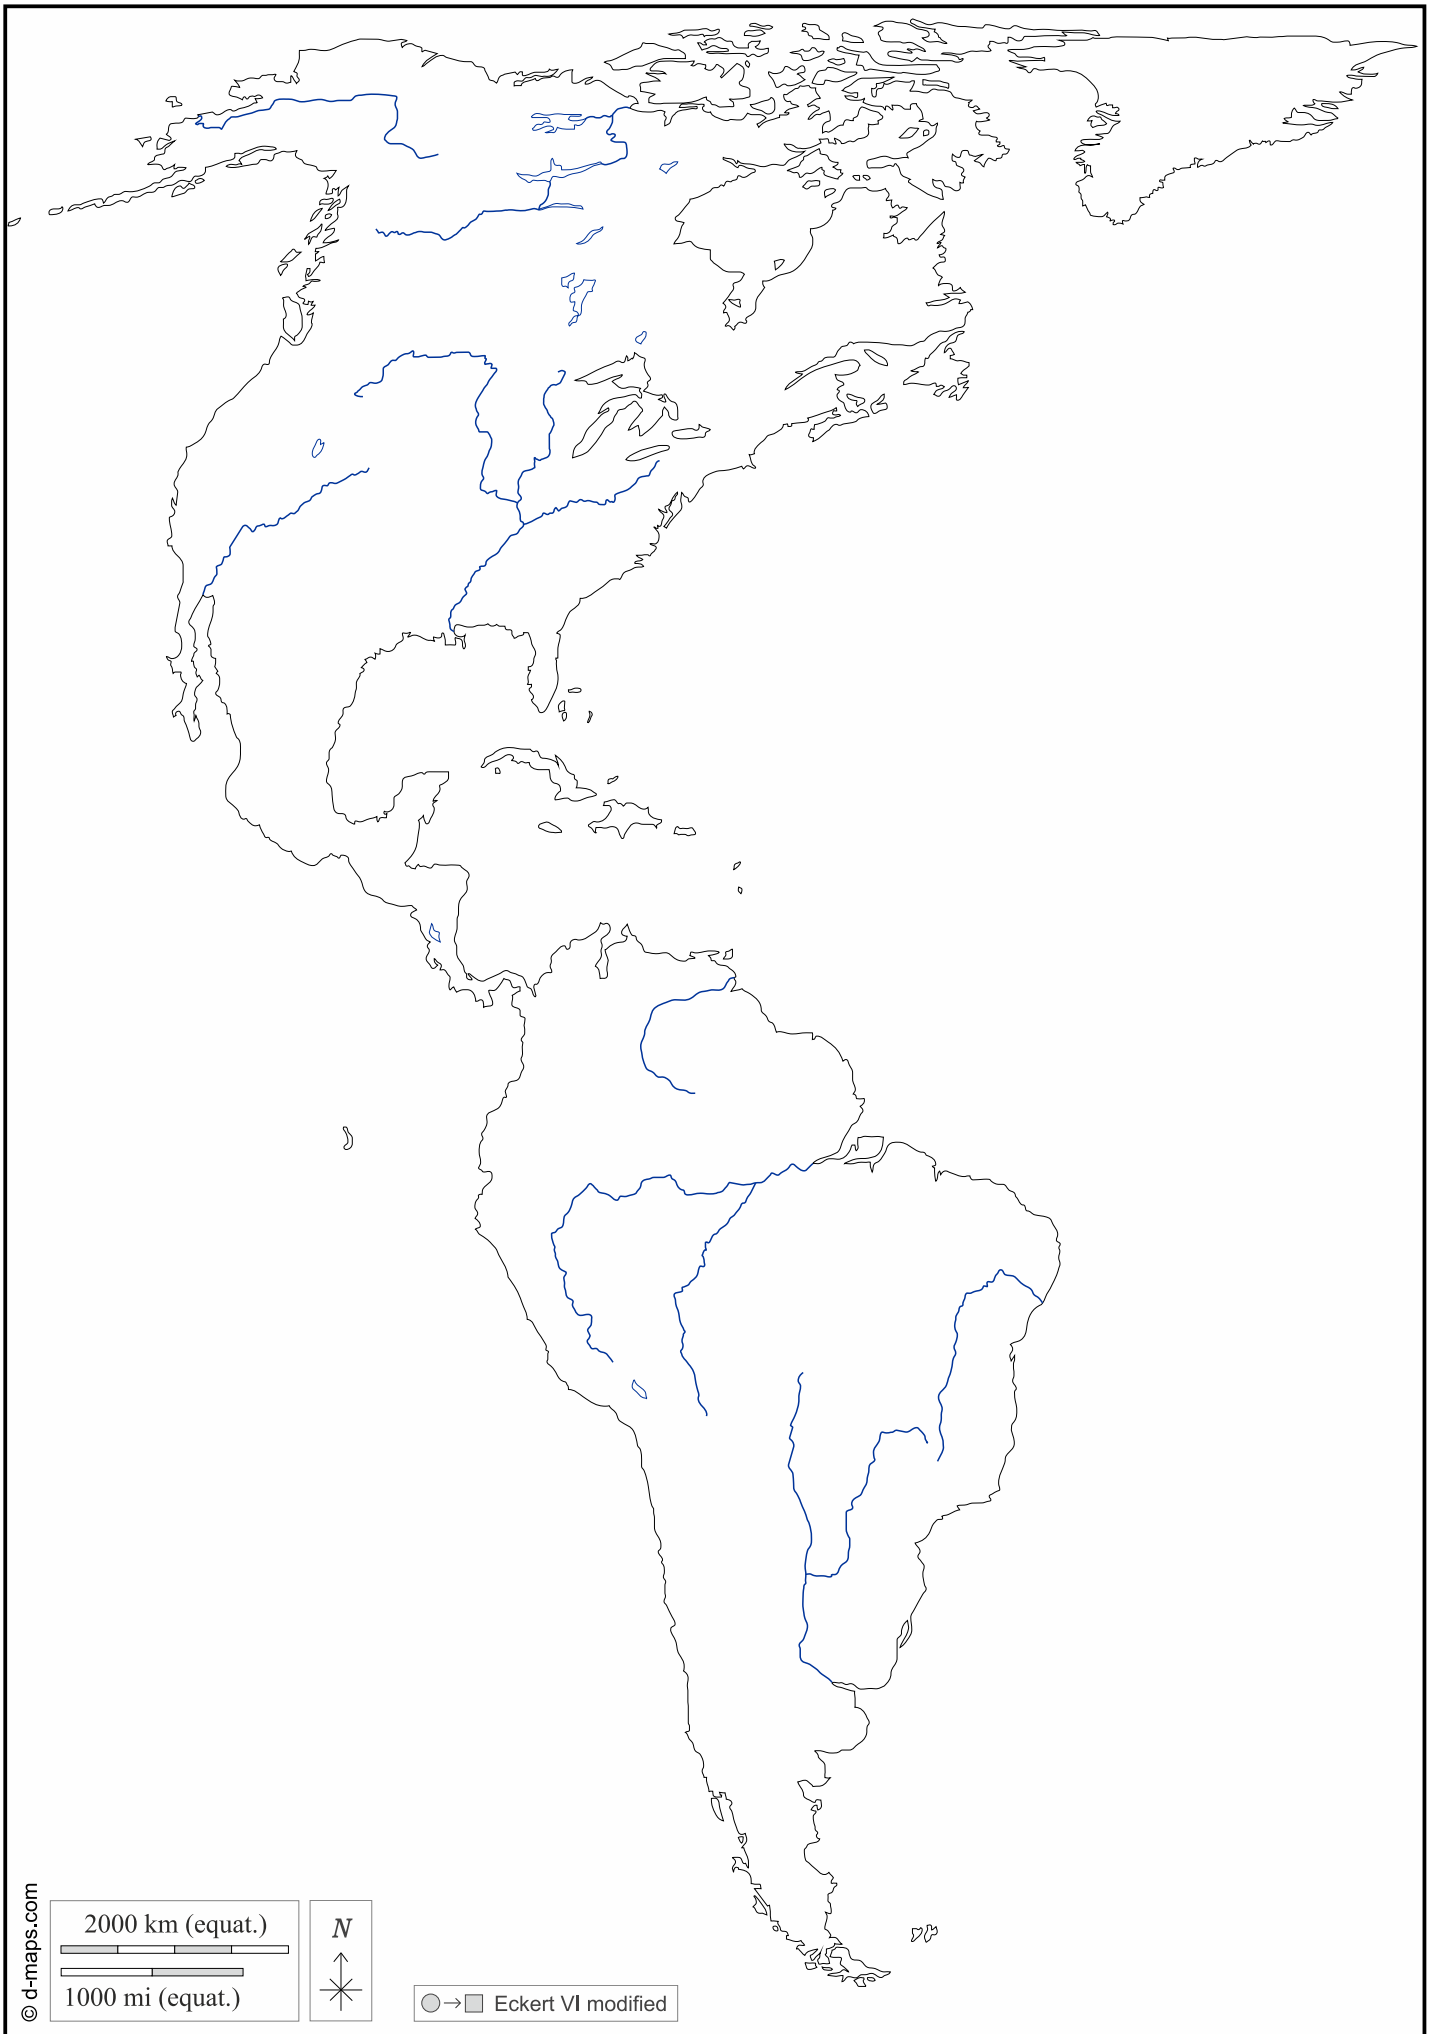 © d-maps.com
2000 km (equat.)
1000 mi (equat.)
N
Eckert VI modified